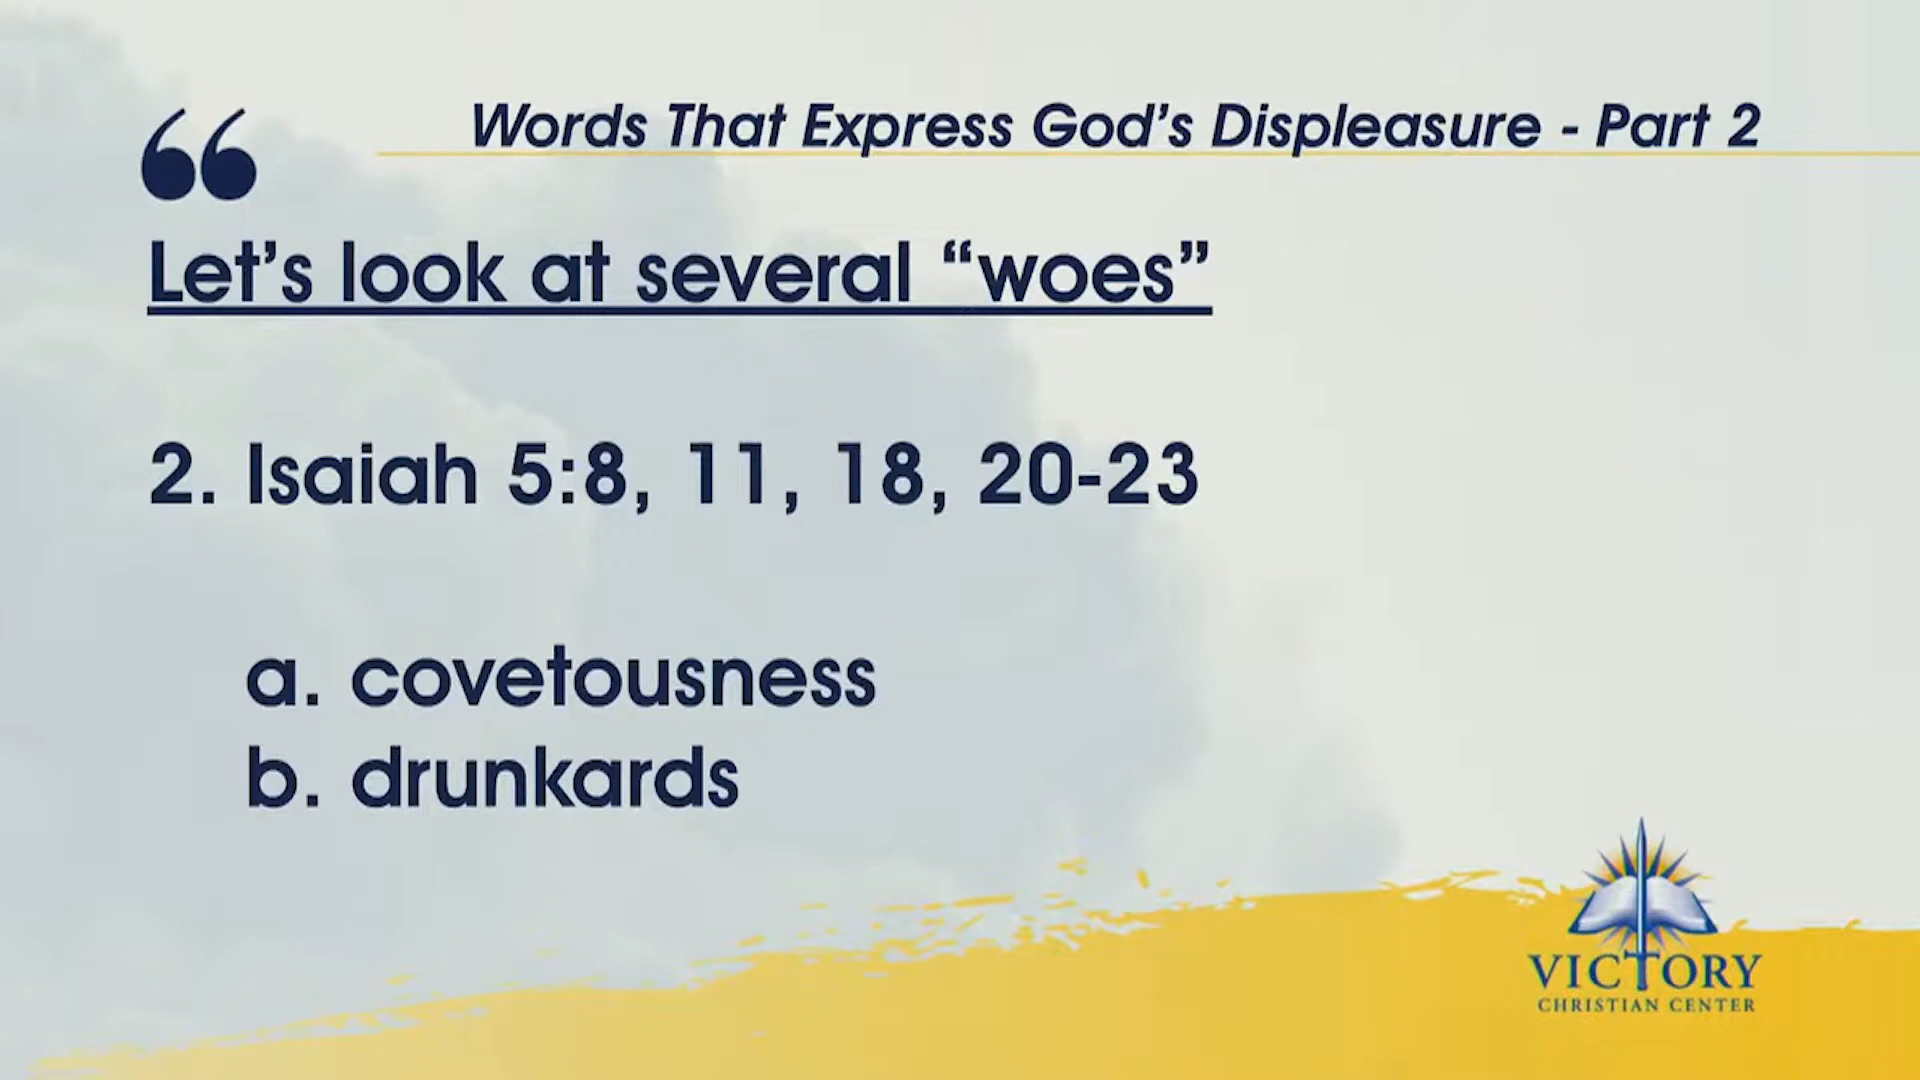 Words That Express God’s Displeasure - Part 2
Let’s look at several “woes”
2. Isaiah 5:8, 11, 18, 20-23
a. covetousness
b. drunkards
VICTORY
CHRISTIAN CENTER